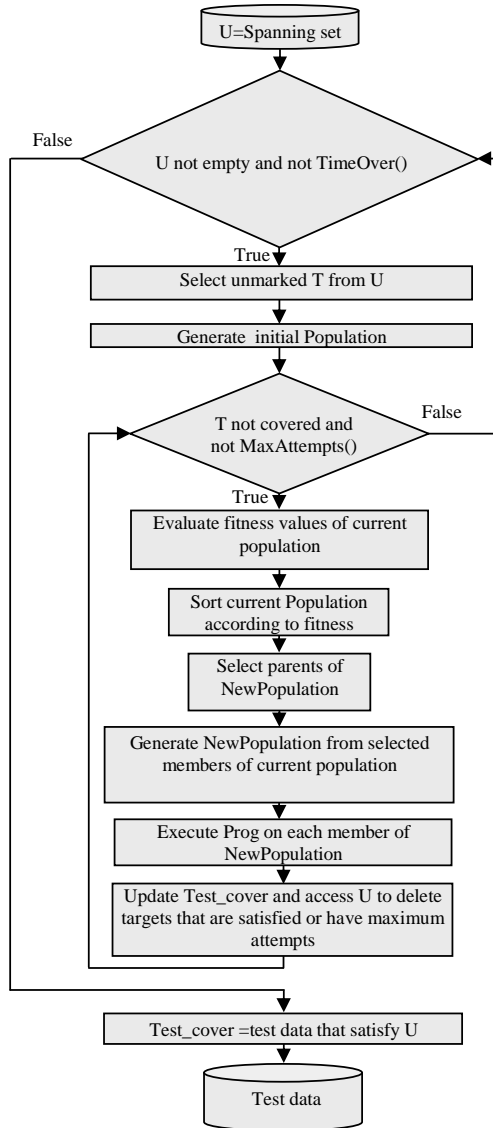 U=Spanning set
False
U not empty and not TimeOver()
True
Select unmarked T from U
Generate initial Population
T not covered and
not MaxAttempts()
False
True
Evaluate fitness values of current
population
Sort current Population
according to fitness
Select parents of
NewPopulation
Generate NewPopulation from selected
members of current population
Execute Prog on each member of
NewPopulation
Update Test_cover and access U to delete
targets that are satisfied or have maximum
attempts
Test_cover =test data that satisfy U
Test data